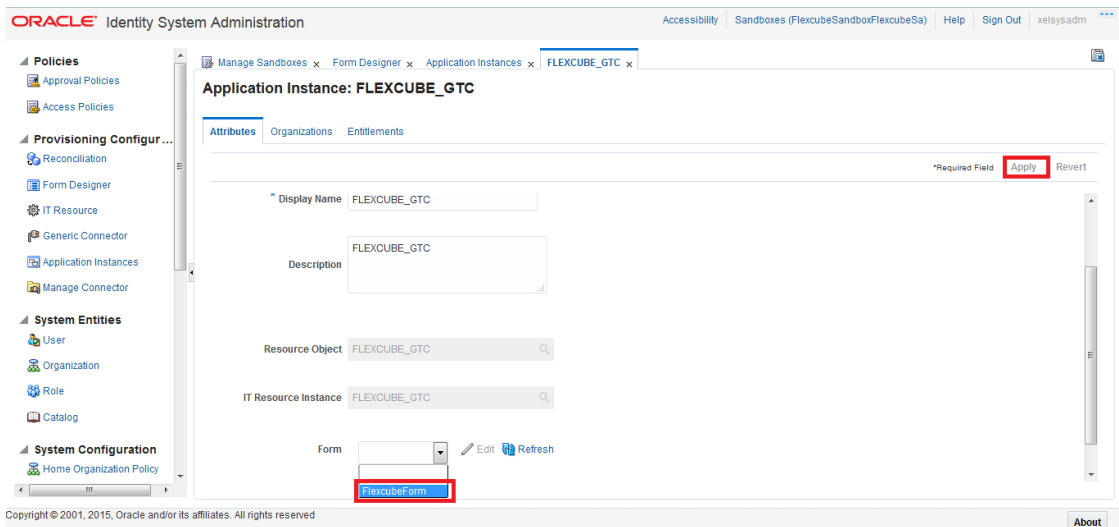 ORACLE® Identity System Administration
Accessibility Sandboxes (FlexcubeSandboxFlexcubeSa) Help Sign Out xelsysadm
Policies
Approval Policies
Access Policies
Provisioning Configur...
Reconciliation
Form Designer
IT Resource
Generic Connector
Application Instances
Manage Connector
System Entities
User
Organization
Role
Catalog
System Configuration
Home Organization Policy
Manage Sandboxes x Form Designer x Application Instances x FLEXCUBE_GTC x
Application Instance: FLEXCUBE_GTC
Attributes Organizations Entitlements
*Required Field Apply Revert
* Display Name FLEXCUBE_GTC
Description FLEXCUBE_GTC
Resource Object FLEXCUBE_GTC
IT Resource Instance FLEXCUBE_GTC
Form Edit Refresh
FlexcubeForm
Copyright © 2001, 2015, Oracle and/or its affiliates. All rights reserved
About